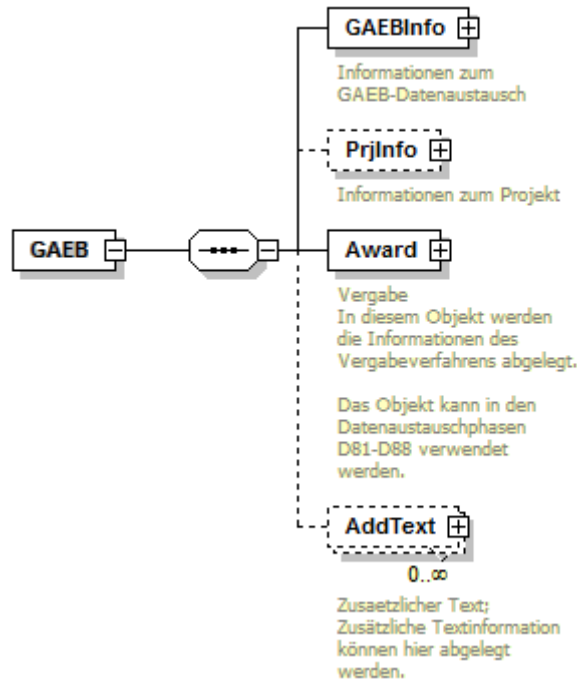 GAEBInfo
Informationen zum
GAEB-Datenaustausch
PrjInfo
Informationen zum Projekt
GAEB
Award
Vergabe
In diesem Objekt werden
die Informationen des
Vergabeverfahrens abgelegt.
Das Objekt kann in den
Datenaustauschphasen
D81-D88 verwendet
werden.
AddText
0..∞
Zusaetzlicher Text;
Zusätzliche Textinformation
können hier abgelegt
werden.